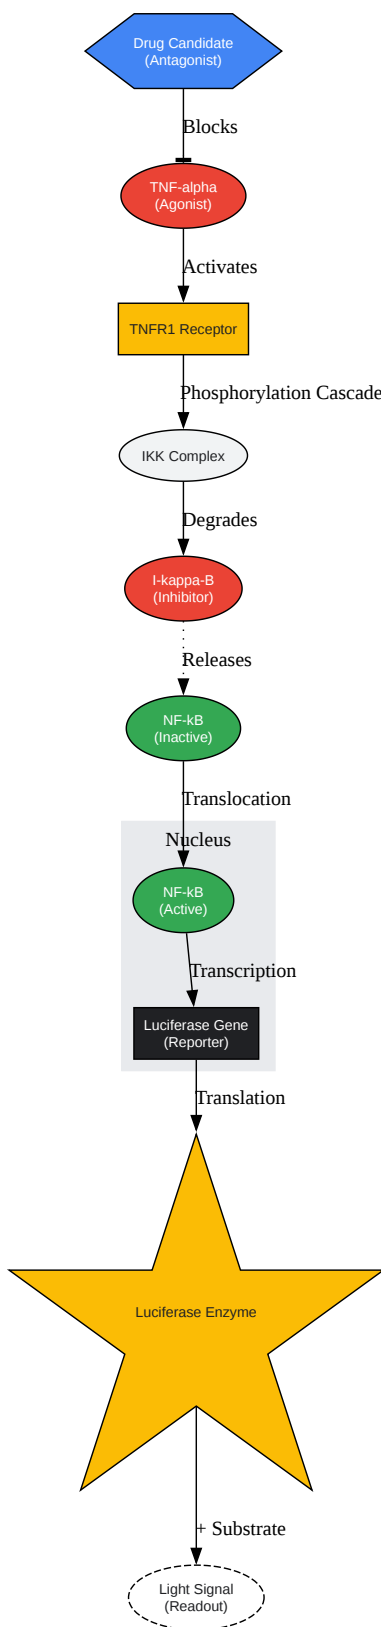 Drug Candidate
(Antagonist)
Blocks
TNF-alpha
(Agonist)
Activates
TNFR1 Receptor
Phosphorylation Cascade
IKK Complex
Degrades
I-kappa-B
(Inhibitor)
Releases
NF-kB
(Inactive)
Translocation
Nucleus
NF-kB
(Active)
Transcription
Luciferase Gene
(Reporter)
Translation
Luciferase Enzyme
+ Substrate
Light Signal
(Readout)